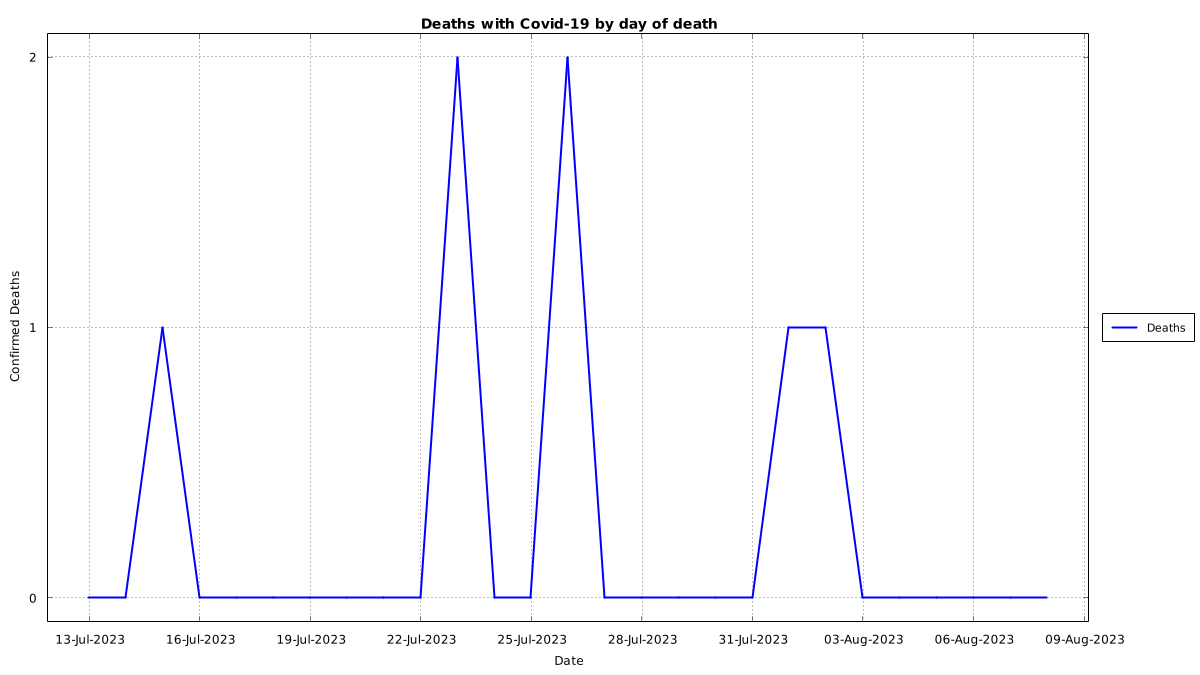 Deaths with Covid-19 by day of death
2
1
0
Confirmed Deaths
Deaths
13-Jul-2023 16-Jul-2023 19-Jul-2023 22-Jul-2023 25-Jul-2023 28-Jul-2023 31-Jul-2023 03-Aug-2023 06-Aug-2023 09-Aug-2023
Date